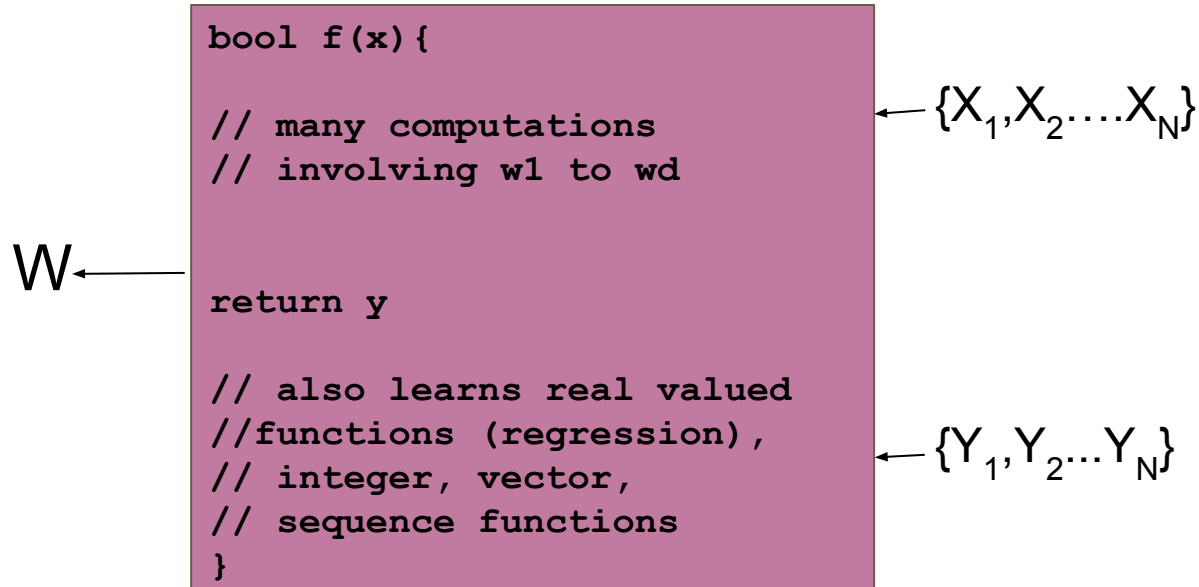 bool f(x){
// many computations
// involving w1 to wd
return y
// also learns real valued
//functions (regression),
// integer, vector,
// sequence functions
}
W
{X1,X2....XN}
{Y1,Y2...YN}